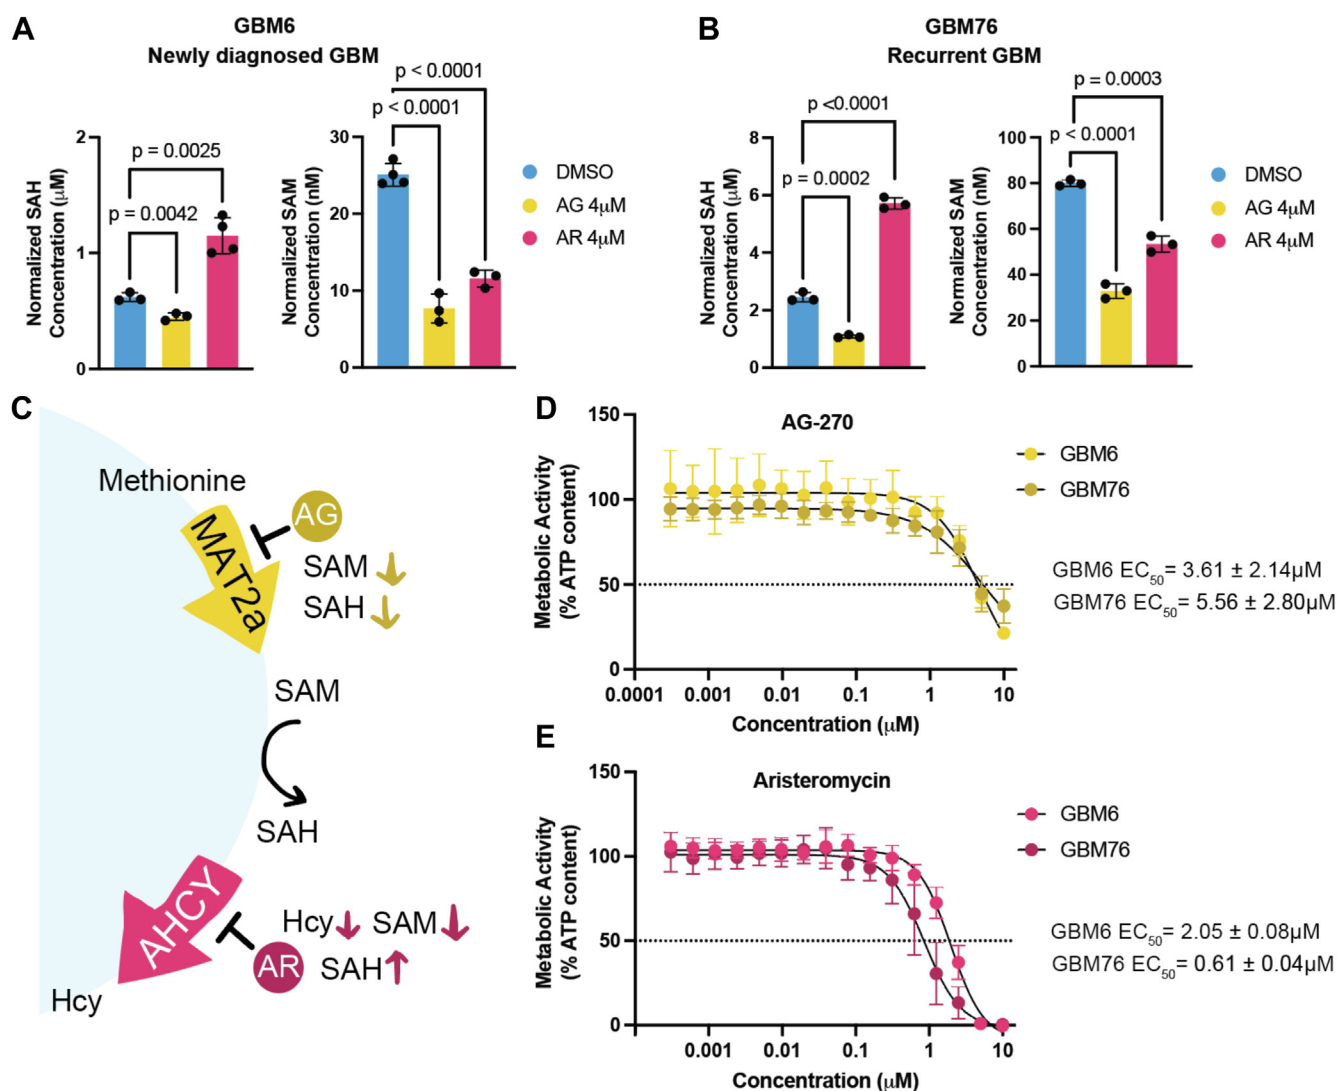 A
GBM6
Newly diagnosed GBM
p < 0.0001
p < 0.0001
p = 0.0025
p = 0.0042
Normalized SAH
Concentration (μM)
2
1
0
Normalized SAM
Concentration (nM)
30
20
10
0
DMSO
AG 4μM
AR 4μM
B
GBM76
Recurrent GBM
p <0.0001
p = 0.0002
p = 0.0003
p < 0.0001
Normalized SAH
Concentration (μM)
8
6
4
2
0
Normalized SAM
Concentration (nM)
100
80
60
40
20
0
DMSO
AG 4μM
AR 4μM
C
Methionine
MAT2a
AG
SAM
SAH
SAM
SAH
AHCY
AR
Hcy SAM
SAH
Hcy
D
AG-270
Metabolic Activity
(% ATP content)
150
100
50
0
0.0001 0.001 0.01 0.1 1 10
Concentration (μM)
GBM6
GBM76
GBM6 EC50= 3.61 ± 2.14μM
GBM76 EC50= 5.56 ± 2.80μM
E
Aristeromycin
Metabolic Activity
(% ATP content)
150
100
50
0
0.001 0.01 0.1 1 10
Concentration (μM)
GBM6
GBM76
GBM6 EC50= 2.05 ± 0.08μM
GBM76 EC50= 0.61 ± 0.04μM